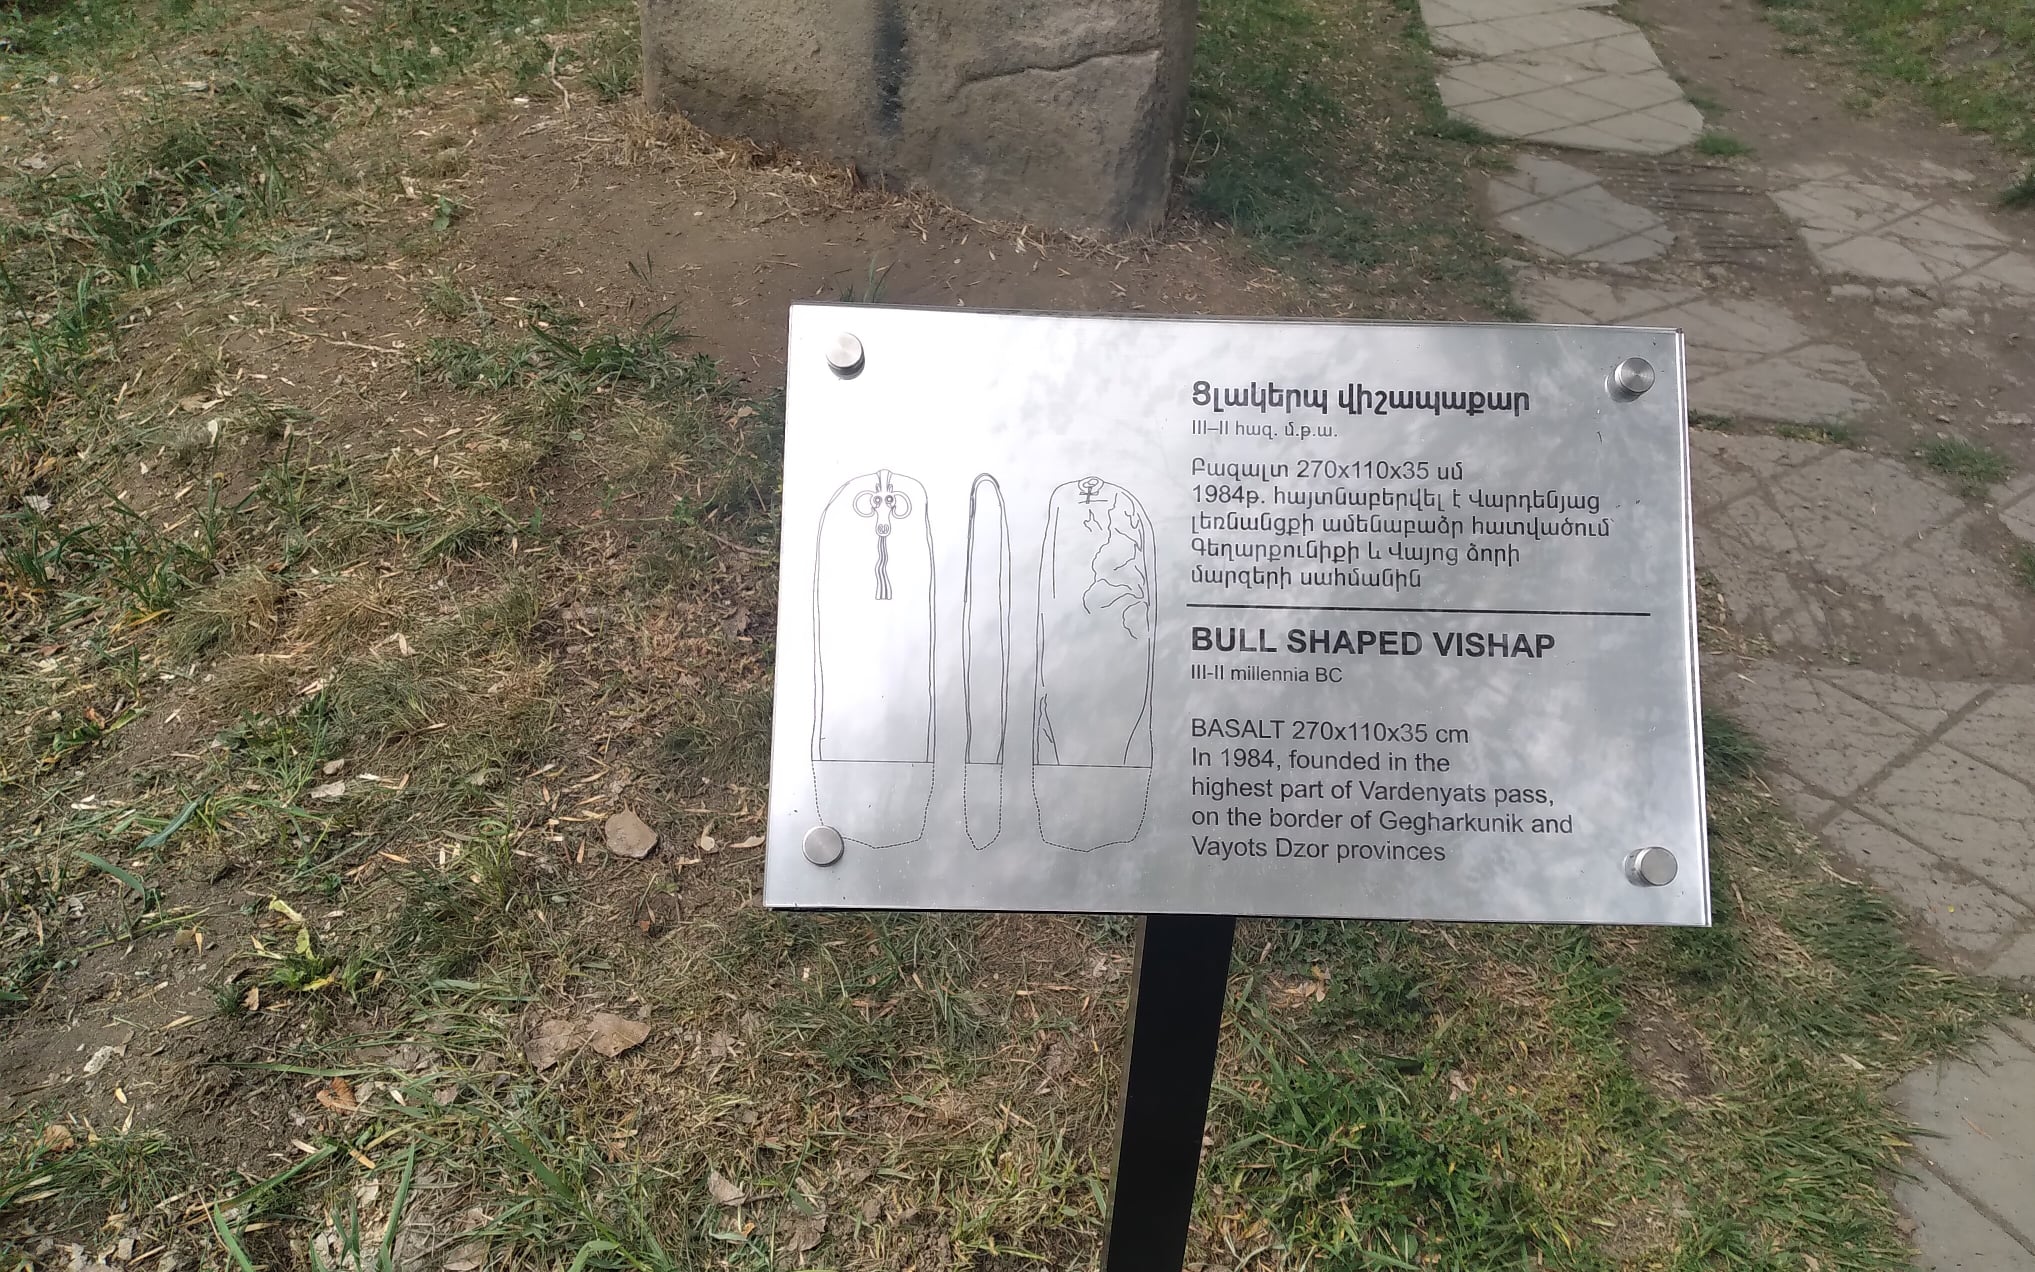 Ցլակերպ վիշապաքար
III–II հազ. մ.թ.ա.
Բազալտ 270x110x35 սմ
1984թ. հայտնաբերվել է Վարդենյաց
լեռնանցքի ամենաբաձր հատվածում՝
Գեղարքունիքի և Վայոց ձորի
մարզերի սահմանին
BULL SHAPED VISHAP
III-II millennia BC
BASALT 270x110x35 cm
In 1984, founded in the
highest part of Vardenyats pass,
on the border of Gegharkunik and
Vayots Dzor provinces